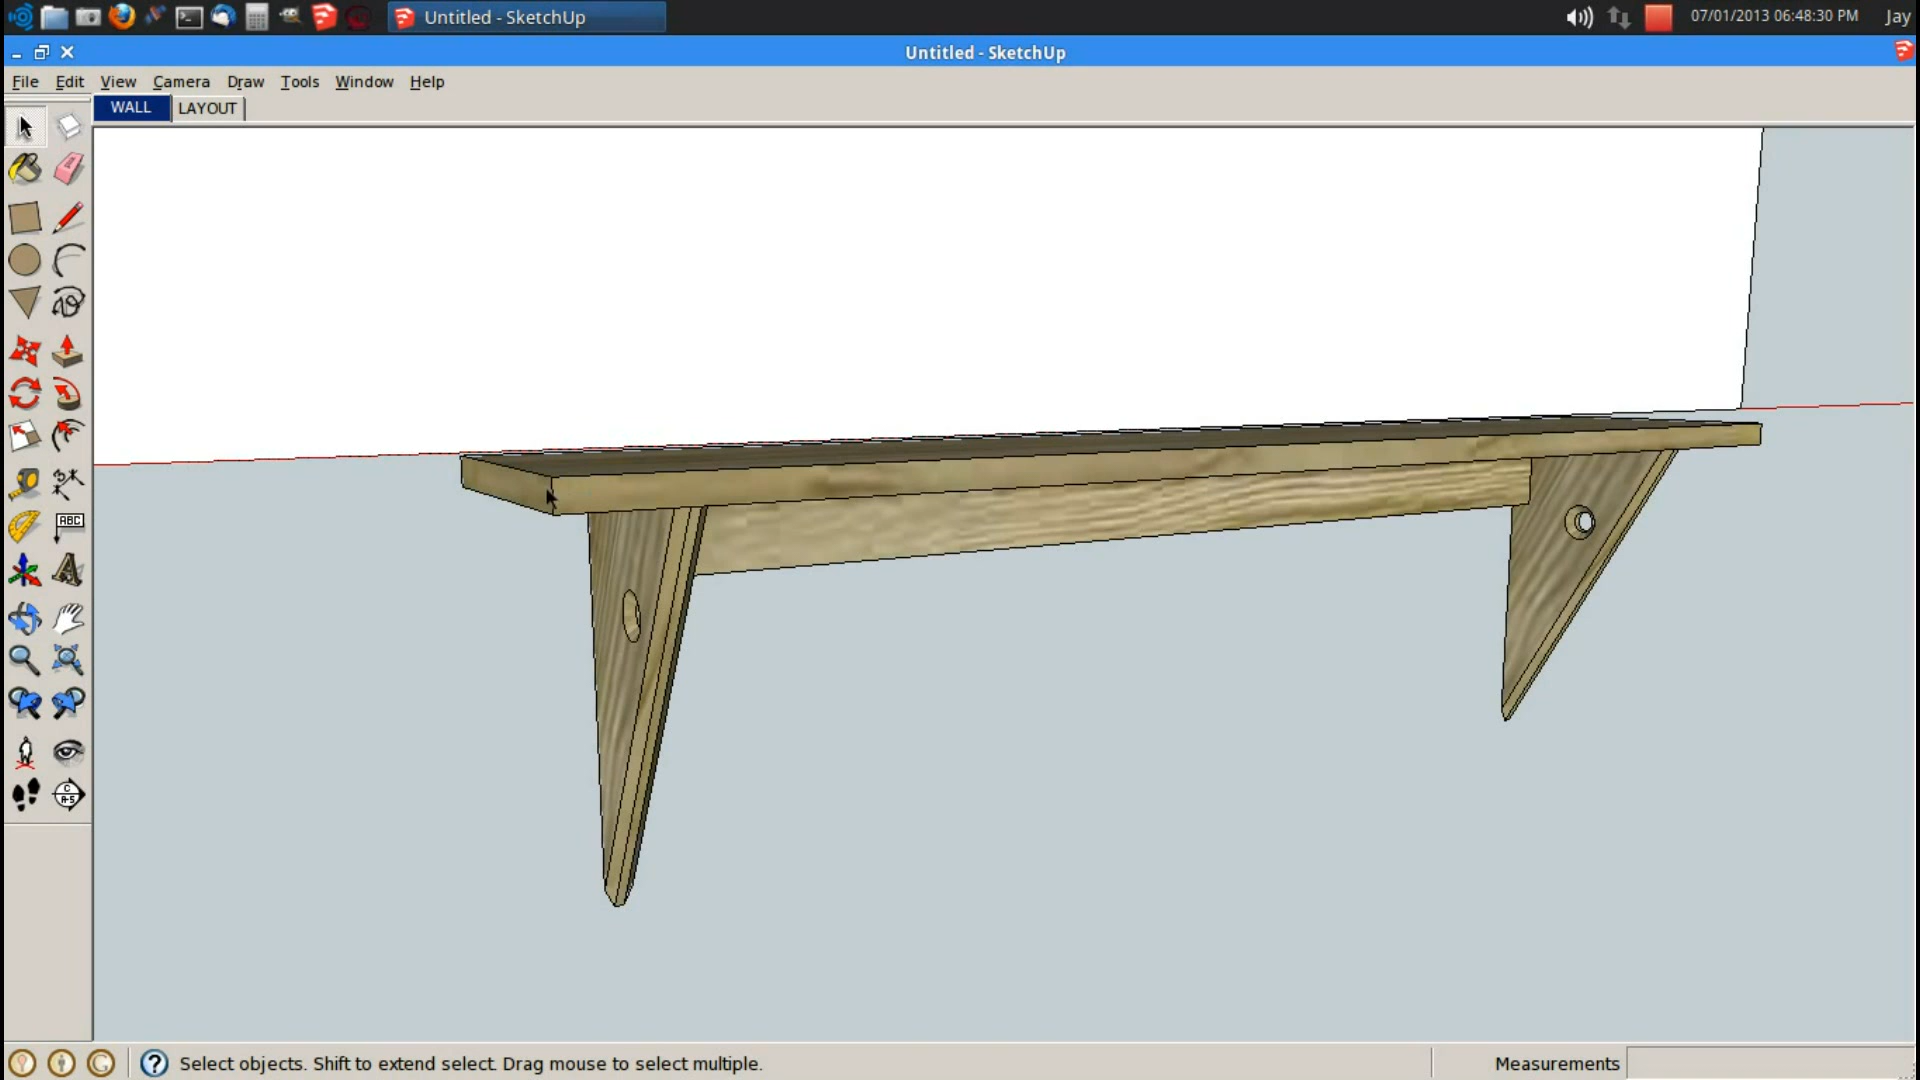 Untitled - SketchUp
07/01/2013 06:48:30 PM Jay
Untitled - SketchUp
File Edit View Camera Draw Tools Window Help
WALL LAYOUT
ABC
A
C
A-5
Select objects. Shift to extend select. Drag mouse to select multiple.
Measurements